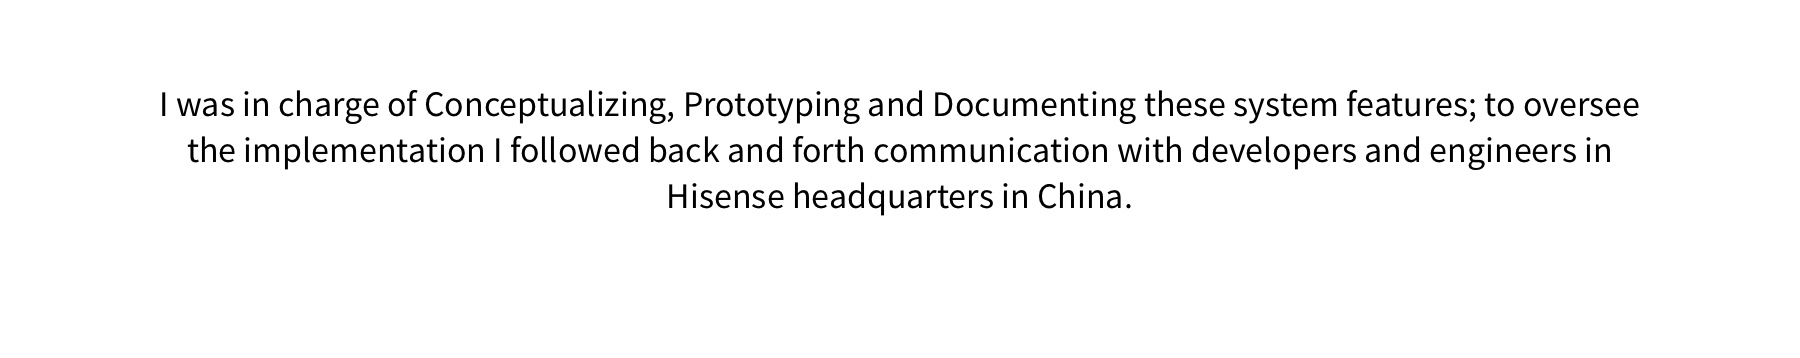 I was in charge of Conceptualizing, Prototyping and Documenting these system features; to oversee
the implementation I followed back and forth communication with developers and engineers in
Hisense headquarters in China.